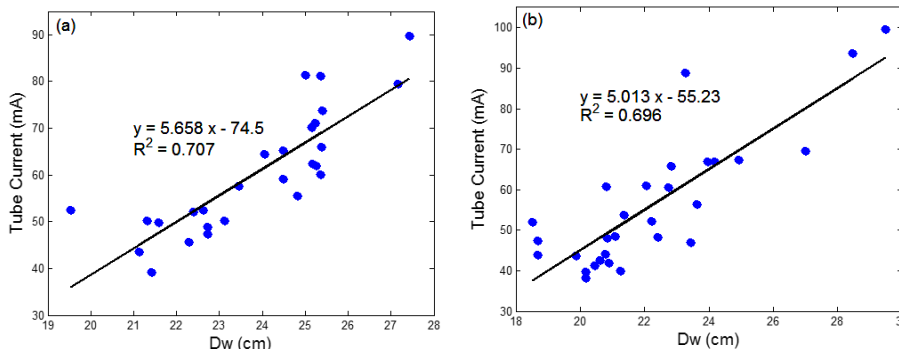 (a)
y = 5.658 x - 74.5
R² = 0.707
Tube Current (mA)
90
80
70
60
50
40
30
19 20 21 22 23 24 25 26 27 28
Dw (cm)
(b)
y = 5.013 x - 55.23
R² = 0.696
Tube Current (mA)
100
90
80
70
60
50
40
30
18 20 22 24 26 28
Dw (cm)